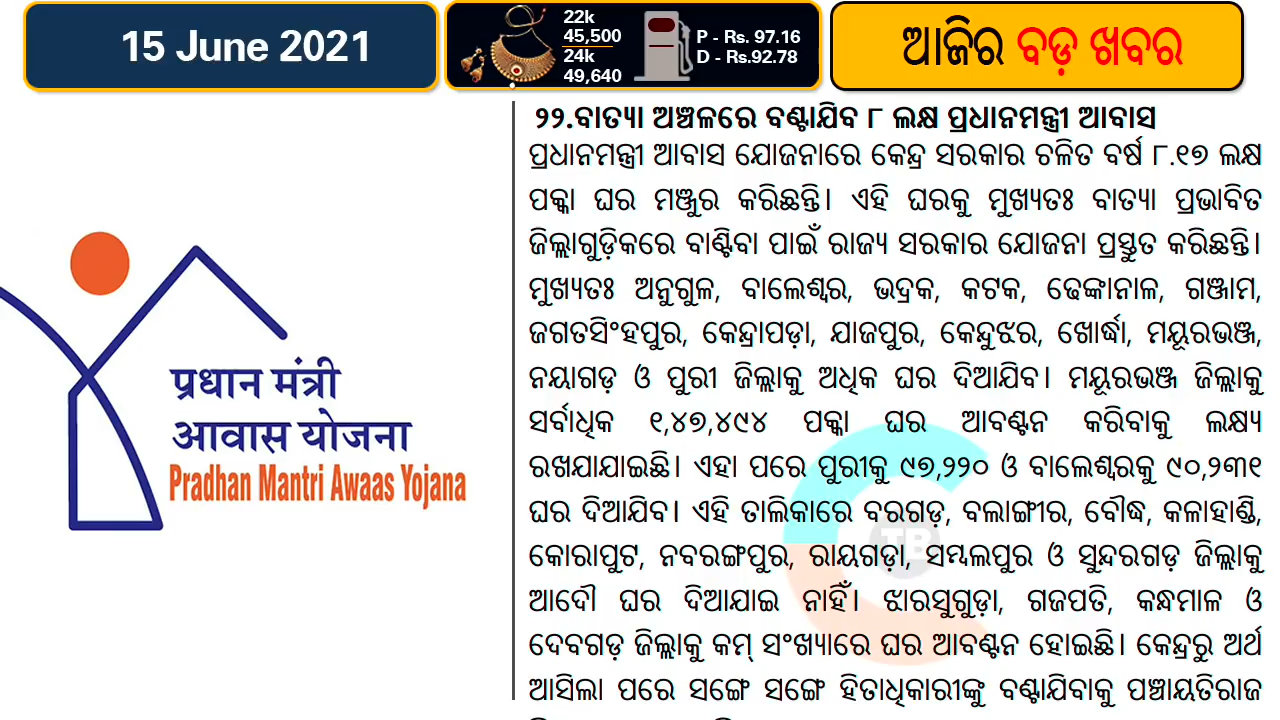 15 June 2021
22k
45,500
24k
49,640
P - Rs. 97.16
D - Rs.92.78
ଆଜିର ବଡ଼ ଖବର
୨୨.ବାତ୍ୟା ଅଞ୍ଚଳରେ ବଣ୍ଟାଯିବ ୮ ଲକ୍ଷ ପ୍ରଧାନମନ୍ତ୍ରୀ ଆବାସ
ପ୍ରଧାନମନ୍ତ୍ରୀ ଆବାସ ଯୋଜନାରେ କେନ୍ଦ୍ର ସରକାର ଚଳିତ ବର୍ଷ ୮.୧୭ ଲକ୍ଷ
ପକ୍କା ଘର ମଞ୍ଜୁର କରିଛନ୍ତି। ଏହି ଘରକୁ ମୁଖ୍ୟତଃ ବାତ୍ୟା ପ୍ରଭାବିତ
ଜିଲ୍ଲାଗୁଡ଼ିକରେ ବାଣ୍ଟିବା ପାଇଁ ରାଜ୍ୟ ସରକାର ଯୋଜନା ପ୍ରସ୍ତୁତ କରିଛନ୍ତି।
ମୁଖ୍ୟତଃ ଅନୁଗୁଳ, ବାଲେଶ୍ୱର, ଭଦ୍ରକ, କଟକ, ଢେଙ୍କାନାଳ, ଗଞ୍ଜାମ,
ଜଗତସିଂହପୁର, କେନ୍ଦ୍ରାପଡ଼ା, ଯାଜପୁର, କେନ୍ଦୁଝର, ଖୋର୍ଦ୍ଧା, ମୟୂରଭଞ୍ଜ,
ନୟାଗଡ଼ ଓ ପୁରୀ ଜିଲ୍ଲାକୁ ଅଧିକ ଘର ଦିଆଯିବ। ମୟୂରଭଞ୍ଜ ଜିଲ୍ଲାକୁ
ସର୍ବାଧିକ ୧,୪୭,୪୯୪ ପକ୍କା ଘର ଆବଣ୍ଟନ କରିବାକୁ ଲକ୍ଷ୍ୟ
ରଖଯାଯାଇଛି। ଏହା ପରେ ପୁରୀକୁ ୯୭,୨୨୦ ଓ ବାଲେଶ୍ୱରକୁ ୯୦,୨୩୧
ଘର ଦିଆଯିବ। ଏହି ତାଲିକାରେ ବରଗଡ଼, ବଲାଙ୍ଗୀର, ବୌଦ୍ଧ, କଳାହାଣ୍ଡି,
କୋରାପୁଟ, ନବରଙ୍ଗପୁର, ରାୟଗଡ଼ା, ସମ୍ବଲପୁର ଓ ସୁନ୍ଦରଗଡ଼ ଜିଲ୍ଲାକୁ
ଆଦୌ ଘର ଦିଆଯାଇ ନାହିଁ। ଝାରସୁଗୁଡ଼ା, ଗଜପତି, କନ୍ଧମାଳ ଓ
ଦେବଗଡ଼ ଜିଲ୍ଲାକୁ କମ୍ ସଂଖ୍ୟାରେ ଘର ଆବଣ୍ଟନ ହୋଇଛି। କେନ୍ଦ୍ରରୁ ଅର୍ଥ
ଆସିଲା ପରେ ସଙ୍ଗେ ସଙ୍ଗେ ହିତାଧିକାରୀଙ୍କୁ ବଣ୍ଟାଯିବାକୁ ପଞ୍ଚାୟତିରାଜ
प्रधान मंत्री
आवास योजना
Pradhan Mantri Awaas Yojana
TB